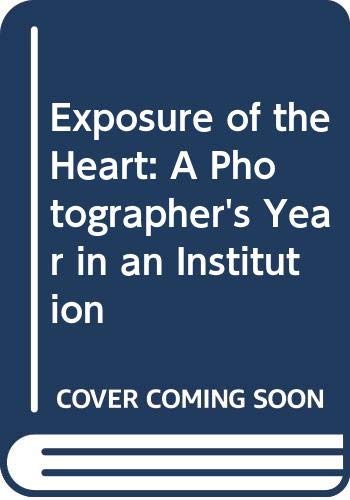 Exposure of the
Heart: A Pho
tographer's Yea
r in an Institut
ion
COVER COMING SOON